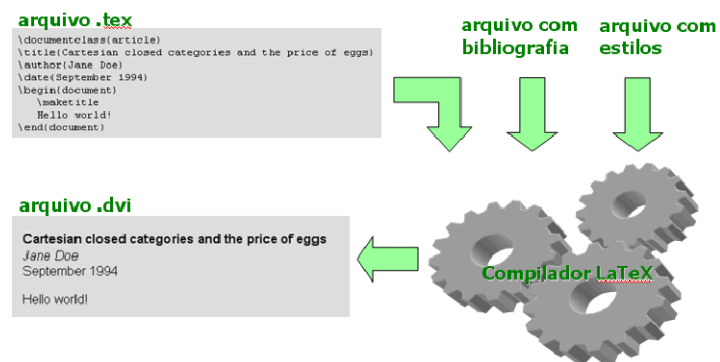 arquivo .tex
\documentclass(article)
\title(Cartesian closed categories and the price of eggs)
\author(Jane Doe)
\date(September 1994)
\begin(document)
\maketitle
Hello world!
\end(document)
arquivo com
bibliografia
arquivo com
estilos
arquivo .dvi
Cartesian closed categories and the price of eggs
Jane Doe
September 1994
Hello world!
Compilador LaTeX